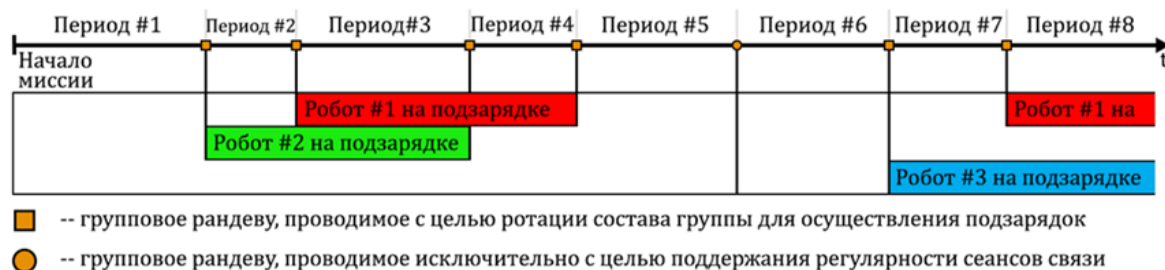 Период #1 Период #2 Период#3 Период #4 Период #5 Период #6 Период #7 Период #8
t
Начало
миссии
Робот #1 на подзарядке
Робот #1 на
Робот #2 на подзарядке
Робот #3 на подзарядке
-- групповое рандеву, проводимое с целью ротации состава группы для осуществления подзарядок
-- групповое рандеву, проводимое исключительно с целью поддержания регулярности сеансов связи